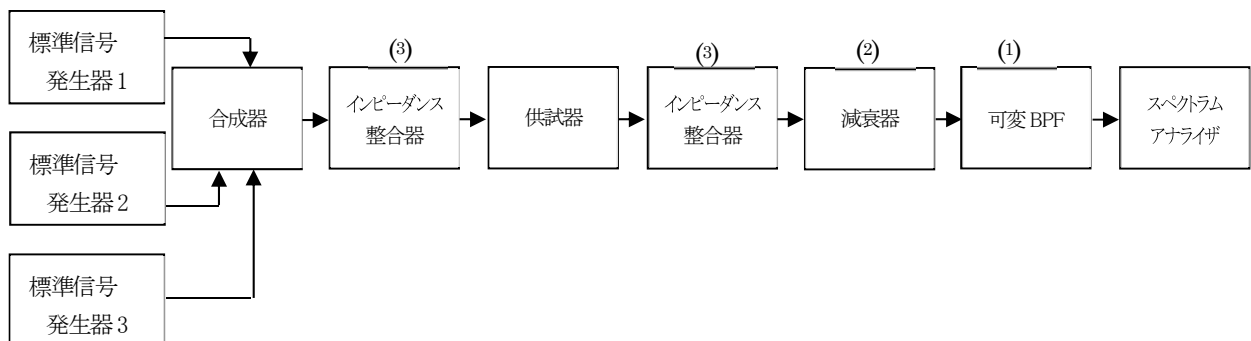 標準信号
発生器1
標準信号
発生器2
標準信号
発生器3
合成器
(3)
インピーダンス
整合器
供試器
(3)
インピーダンス
整合器
(2)
減衰器
(1)
可変 BPF
スペクトラム
アナライザ